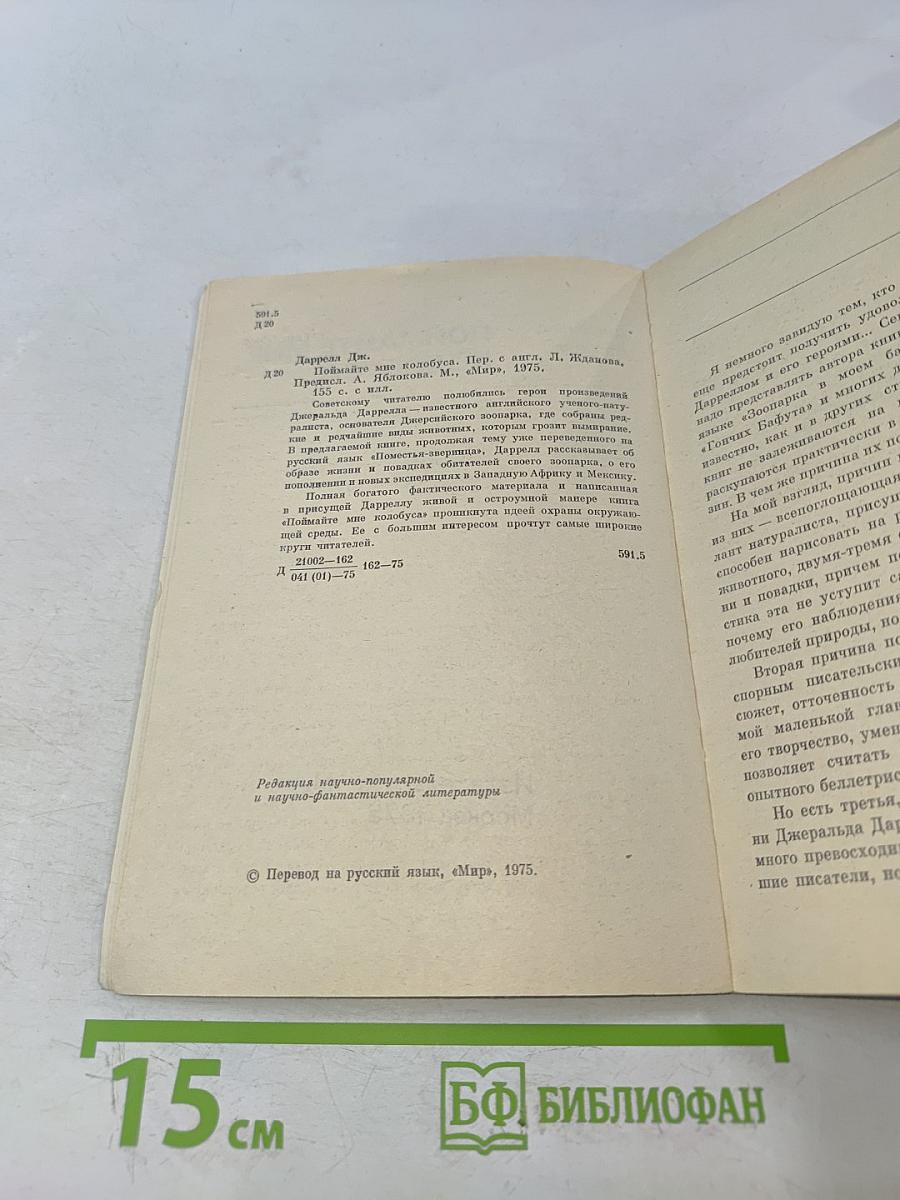 591.5
Д 20
Даррелл Дж.
Д 20 Поймайте мне колобуса. Пер. с англ. Л. Жданова.
Предисл. А. Яблокова. М., «Мир», 1975.
155 с. с илл.
Советскому читателю полюбились герои произведений
Джеральда Даррелла — известного английского ученого-нату-
ралиста, основателя Джерсийского зоопарка, где собраны ред-
кие и редчайшие виды животных, которым грозит вымирание.
В предлагаемой книге, продолжая тему уже переведенного на
русский язык «Поместья-зверинца», Даррелл рассказывает об
образе жизни и повадках обитателей своего зоопарка, о его
пополнении и новых экспедициях в Западную Африку и Мексику.
Полная богатого фактического материала и написанная
в присущей Дарреллу живой и остроумной манере книга
«Поймайте мне колобуса» проникнута идеей охраны окружаю-
щей среды. Ее с большим интересом прочтут самые широкие
круги читателей.
Д 21002—162
041 (01)—75 162—75 591.5
Редакция научно-популярной
и научно-фантастической литературы
© Перевод на русский язык, «Мир», 1975.
Я немного завидую тем, кто
еще предстоит получить удовол
Дарреллом и его героями...
надо представлять автора книг
языке «Зоопарка в моем ба
«Гончих Бафута» и многих д
известно, как и в других ст
книг не залеживаются на
раскупаются практически в
зин. В чем же причина их по
На мой взгляд, причин
из них — всепоглощающая
лант натуралиста, присущ
способен нарисовать на
животного, двумя-тремя
ни и повадки, причем по
стика эта не уступит са
почему его наблюдения
любителей природы, но
Вторая причина по
спорным писательски
сюжет, отточенность
мой маленькой глав
его творчество, умен
позволяет считать
опытного беллетрис
Но есть третья,
ни Джеральда Дар
много превосходи
шие писатели, но
15 см
БФ БИБЛИОФАН